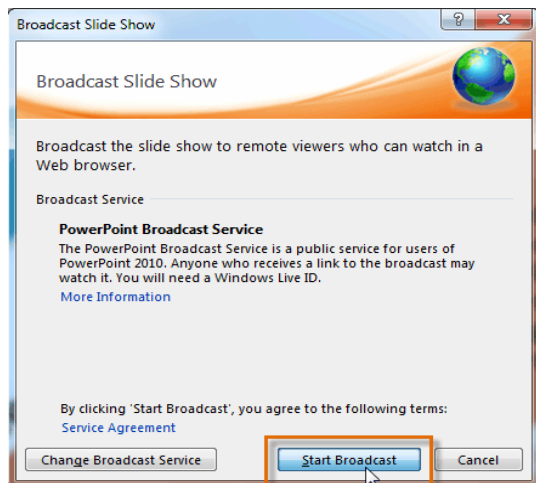 Broadcast Slide Show
Broadcast Slide Show
Broadcast the slide show to remote viewers who can watch in a
Web browser.
Broadcast Service
PowerPoint Broadcast Service
The PowerPoint Broadcast Service is a public service for users of
PowerPoint 2010. Anyone who receives a link to the broadcast may
watch it. You will need a Windows Live ID.
More Information
By clicking 'Start Broadcast', you agree to the following terms:
Service Agreement
Change Broadcast Service
Start Broadcast
Cancel